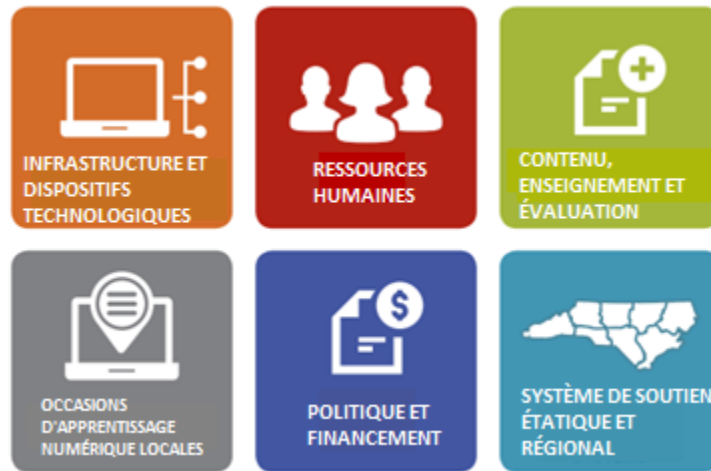 INFRASTRUCTURE ET
DISPOSITIFS
TECHNOLOGIQUES
RESSOURCES
HUMAINES
CONTENU,
ENSEIGNEMENT ET
ÉVALUATION
OCCASIONS
D'APPRENTISSAGE
NUMÉRIQUE LOCALES
$
POLITIQUE ET
FINANCEMENT
SYSTÈME DE SOUTIEN
ÉTATIQUE ET
RÉGIONAL